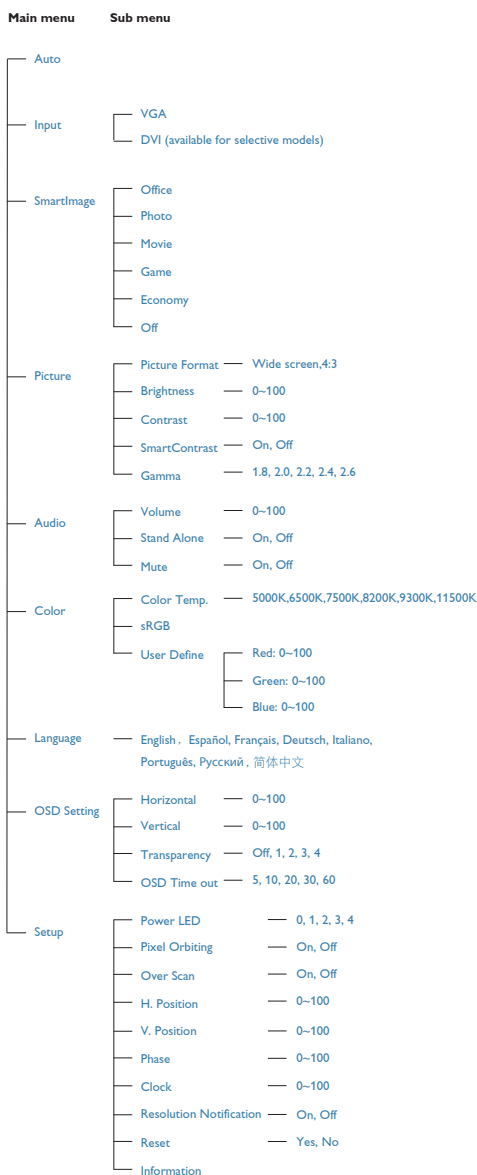 Main menu Sub menu
Auto
Input
VGA
DVI (available for selective models)
SmartImage
Office
Photo
Movie
Game
Economy
Off
Picture
Picture Format Wide screen,4:3
Brightness 0~100
Contrast 0~100
SmartContrast On, Off
Gamma 1.8, 2.0, 2.2, 2.4, 2.6
Audio
Volume 0~100
Stand Alone On, Off
Mute On, Off
Color
Color Temp. 5000K,6500K,7500K,8200K,9300K,11500K
sRGB
User Define
Red: 0~100
Green: 0~100
Blue: 0~100
Language
English, Español, Français, Deutsch, Italiano,
Português, Русский, 简体中文
OSD Setting
Horizontal 0~100
Vertical 0~100
Transparency Off, 1, 2, 3, 4
OSD Time out 5, 10, 20, 30, 60
Setup
Power LED 0, 1, 2, 3, 4
Pixel Orbiting On, Off
Over Scan On, Off
H. Position 0~100
V. Position 0~100
Phase 0~100
Clock 0~100
Resolution Notification On, Off
Reset Yes, No
Information